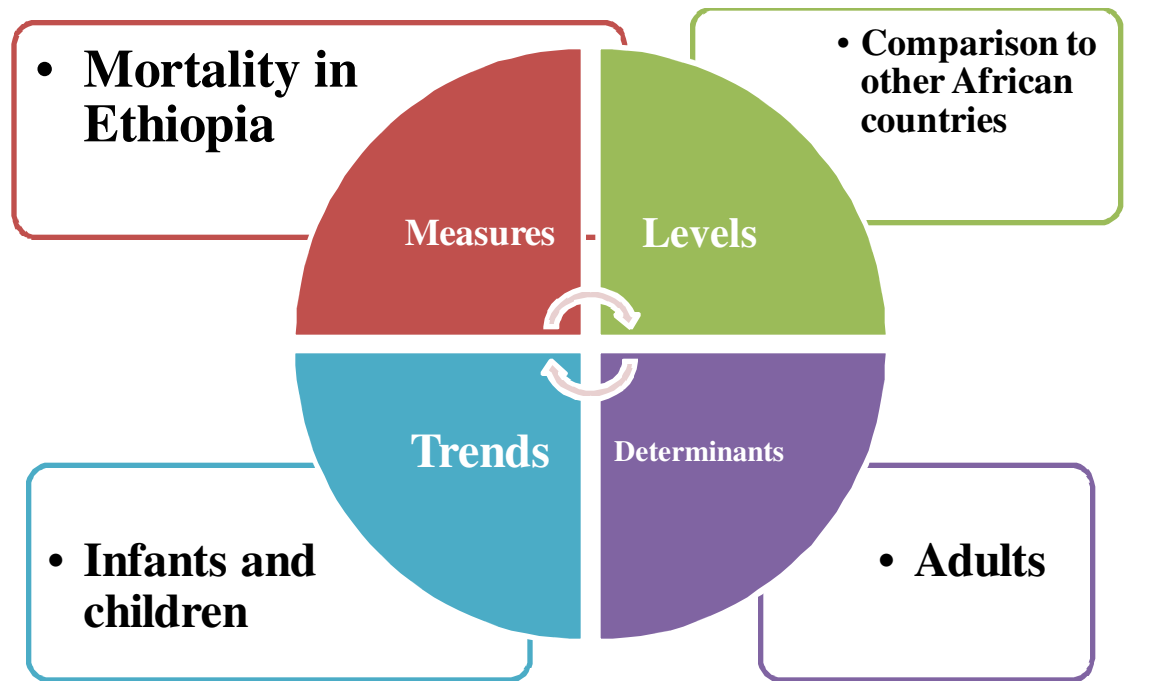 • Mortality in
Ethiopia
• Comparison to
other African
countries
Measures
Levels
Trends
Determinants
• Infants and
children
• Adults